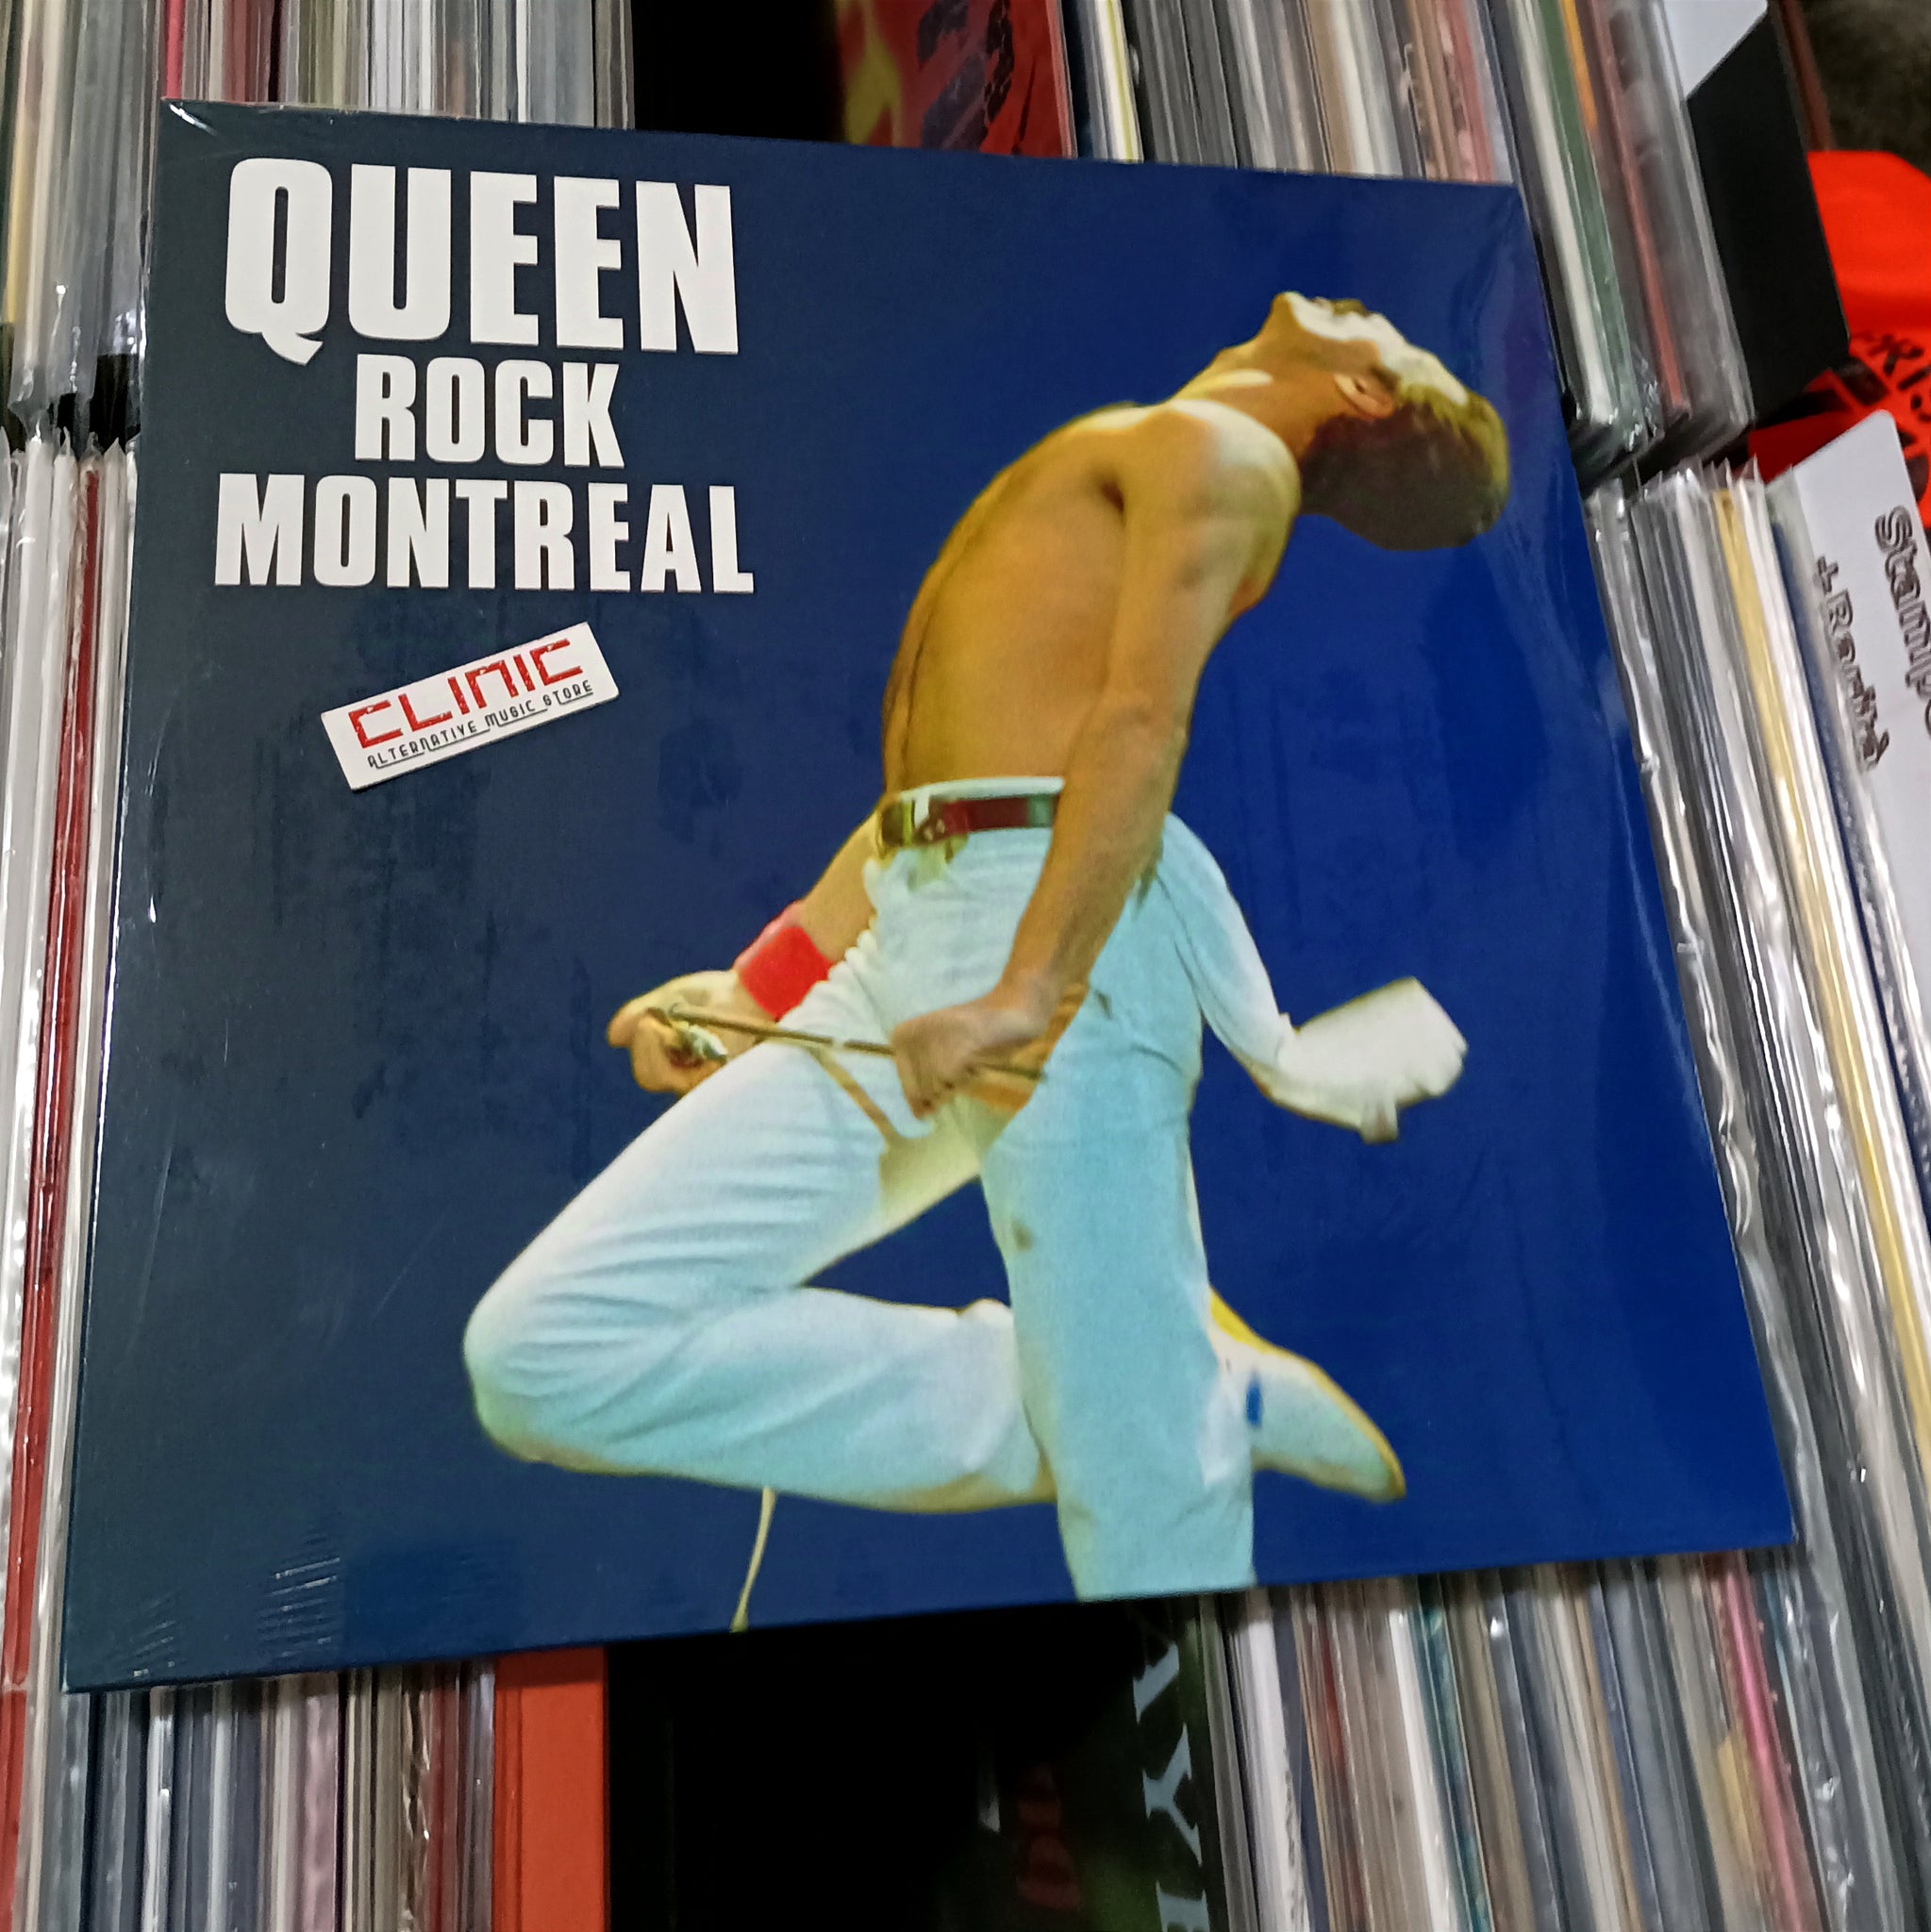 QUEEN
ROCK
MONTREAL
CLINIC
ALTERNATIVE MUSIC STORE